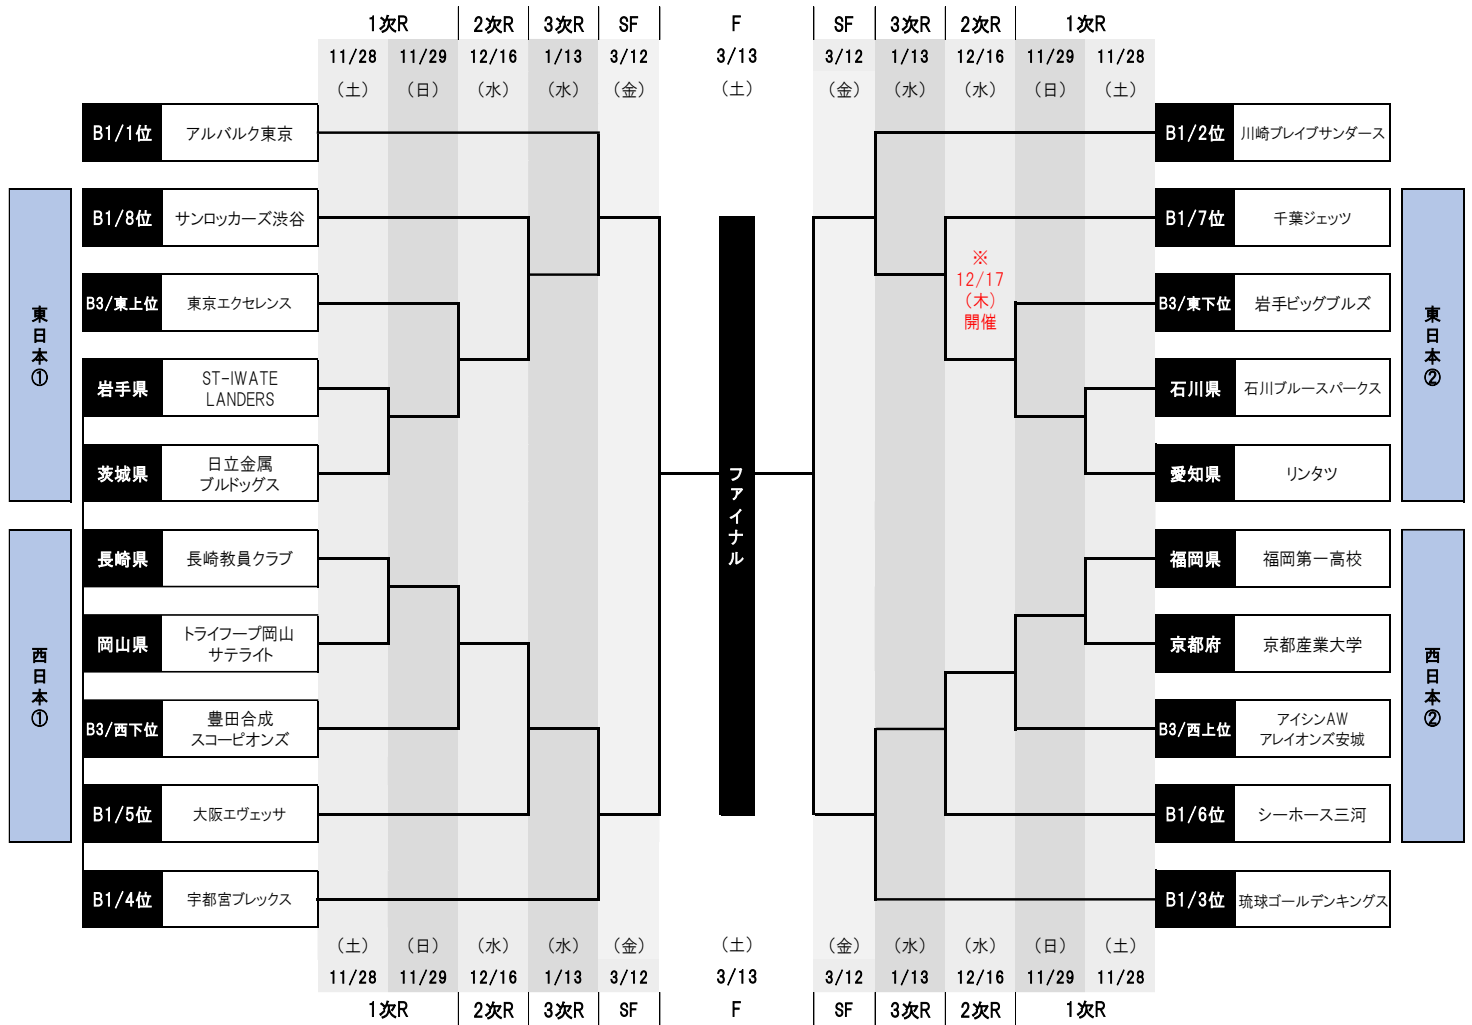 1次R 2次R 3次R SF F SF 3次R 2次R 1次R
11/28 11/29 12/16 1/13 3/12 3/13 3/12 1/13 12/16 11/29 11/28
(土) (日) (水) (水) (金) (土) (金) (水) (水) (日) (土)
東日本①
西日本①
B1/1位 アルバルク東京
B1/8位 サンロッカーズ渋谷
B3/東上位 東京エクセレンス
岩手県 ST-IWATE
LANDERS
茨城県 日立金属
ブルドッグス
長崎県 長崎教員クラブ
岡山県 トライフープ岡山
サテライト
B3/西下位 豊田合成
スコーピオンズ
B1/5位 大阪エヴェッサ
B1/4位 宇都宮ブレックス
ファイナル
※
12/17
(木)
開催
B1/2位 川崎ブレイブサンダース
B1/7位 千葉ジェッツ
B3/東下位 岩手ビッグブルズ
石川県 石川ブルースパークス
愛知県 リンタツ
福岡県 福岡第一高校
京都府 京都産業大学
B3/西上位 アイシンAW
アレイオンズ安城
B1/6位 シーホース三河
B1/3位 琉球ゴールデンキングス
東日本②
西日本②
(土) (日) (水) (水) (金) (土) (金) (水) (水) (日) (土)
11/28 11/29 12/16 1/13 3/12 3/13 3/12 1/13 12/16 11/29 11/28
1次R 2次R 3次R SF F SF 3次R 2次R 1次R